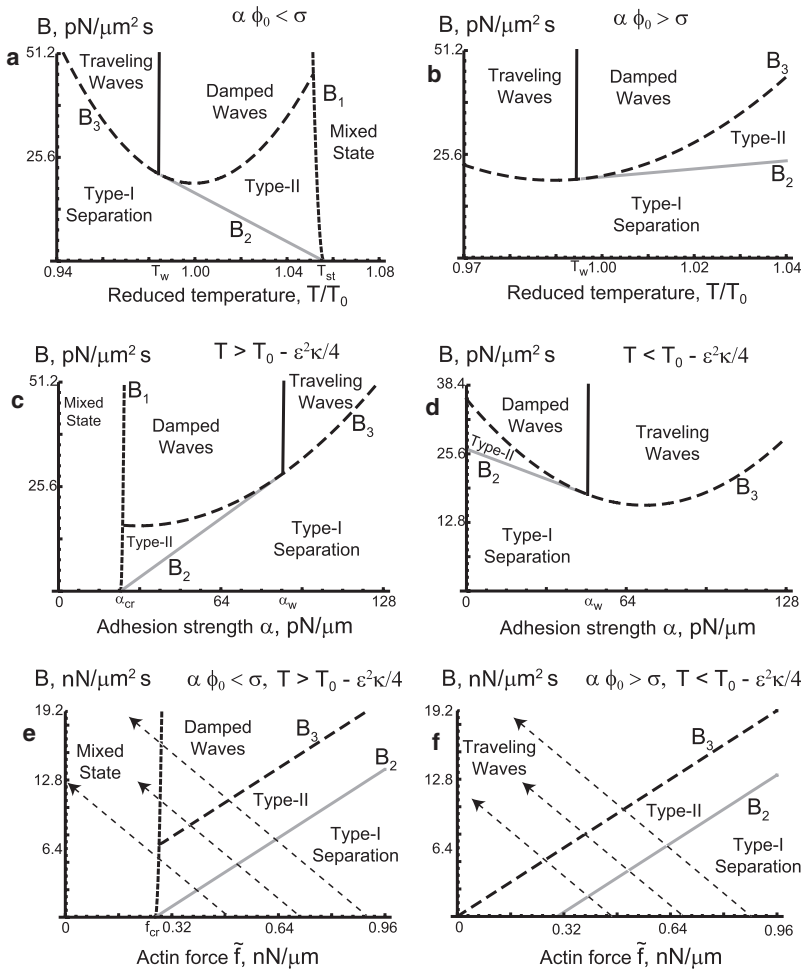 a
B, pN/μm² s
α ϕ₀ < σ
51.2
25.6
Traveling
Waves
Damped
Waves
B₁
Mixed
State
B₃
Type-I
Separation
Type-II
B₂
0.94
T_w
1.00
1.04
T_st
1.08
Reduced temperature, T/T₀
b
B, pN/μm² s
α ϕ₀ > σ
51.2
25.6
Traveling
Waves
Damped
Waves
B₃
Type-II
B₂
Type-I
Separation
0.97
T_w
1.00
1.02
1.04
Reduced temperature, T/T₀
c
B, pN/μm² s
T > T₀ - ε²κ/4
51.2
25.6
Mixed
State
B₁
Damped
Waves
Traveling
Waves
B₃
Type-II
B₂
Type-I
Separation
0
α_cr
64
α_w
128
Adhesion strength α, pN/μm
d
B, pN/μm² s
T < T₀ - ε²κ/4
38.4
25.6
12.8
Damped
Waves
Traveling
Waves
Type-II
B₂
B₃
Type-I
Separation
0
α_w
64
128
Adhesion strength α, pN/μm
e
B, nN/μm² s
α ϕ₀ < σ, T > T₀ - ε²κ/4
19.2
12.8
6.4
Mixed
State
Damped
Waves
B₃
B₂
Type-II
Type-I
Separation
0
f_cr
0.32
0.64
0.96
Actin force f̃, nN/μm
f
B, nN/μm² s
α ϕ₀ > σ, T < T₀ - ε²κ/4
19.2
12.8
6.4
Traveling
Waves
B₃
Type-II
B₂
Type-I
Separation
0
0.32
0.64
0.96
Actin force f̃, nN/μm